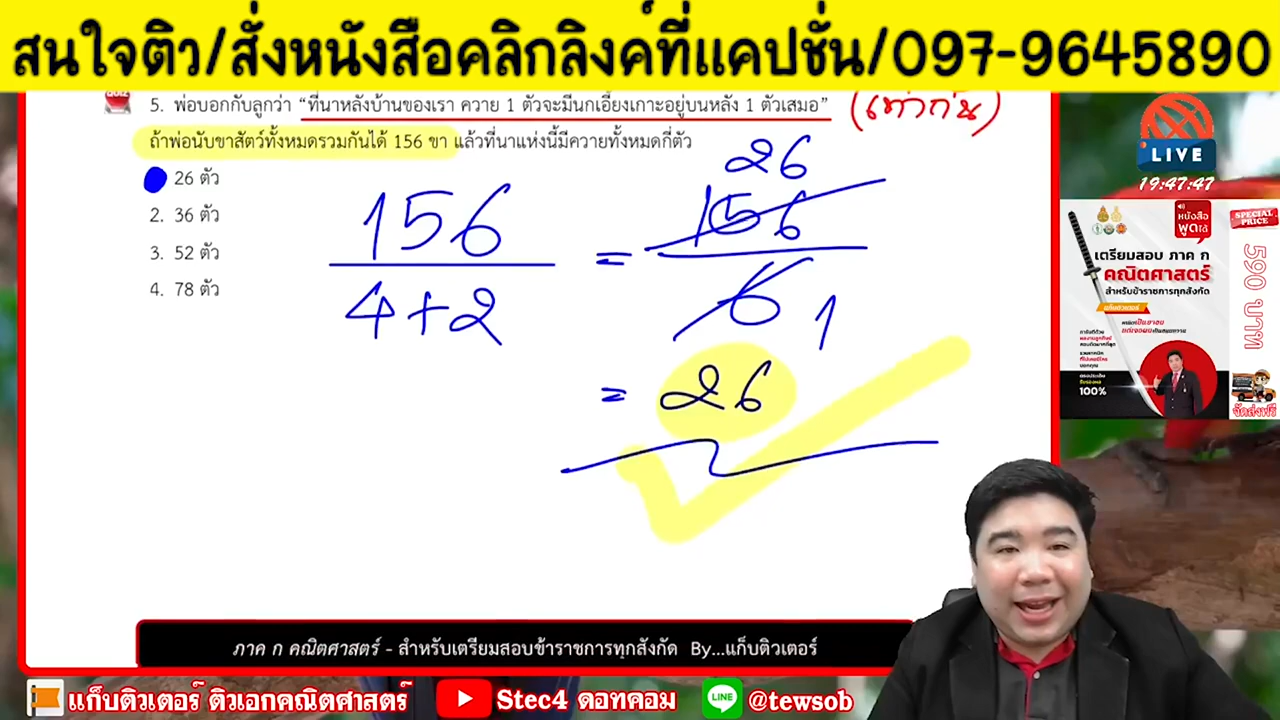 สนใจติว/สั่งหนังสือคลิกลิงค์ที่แคปชั่น/097-9645890
5. พ่อบอกกับลูกว่า “ที่นาหลังบ้านของเรา ควาย 1 ตัวจะมีนกเอี้ยงเกาะอยู่บนหลัง 1 ตัวเสมอ” (เท่ากัน)
ถ้าพ่อนับขาสัตว์ทั้งหมดรวมกันได้ 156 ขา แล้วที่นาแห่งนี้มีควายทั้งหมดกี่ตัว
26 ตัว
2. 36 ตัว
3. 52 ตัว
4. 78 ตัว
26
156 = 156
4+2 6 1
= 26
LIVE
19:47:47
หนังสือ
พูดได้
SPECIAL PRICE
เตรียมสอบ ภาค ก
คณิตศาสตร์
สำหรับข้าราชการทุกสังกัด
แก็บติวเตอร์
100%
590 บาท
จัดส่งฟรี
ภาค ก คณิตศาสตร์ - สำหรับเตรียมสอบข้าราชการทุกสังกัด By...แก็บติวเตอร์
แก็บติวเตอร์ ติวเอกคณิตศาสตร์
Stec4 ดอทคอม
LINE
@tewsob